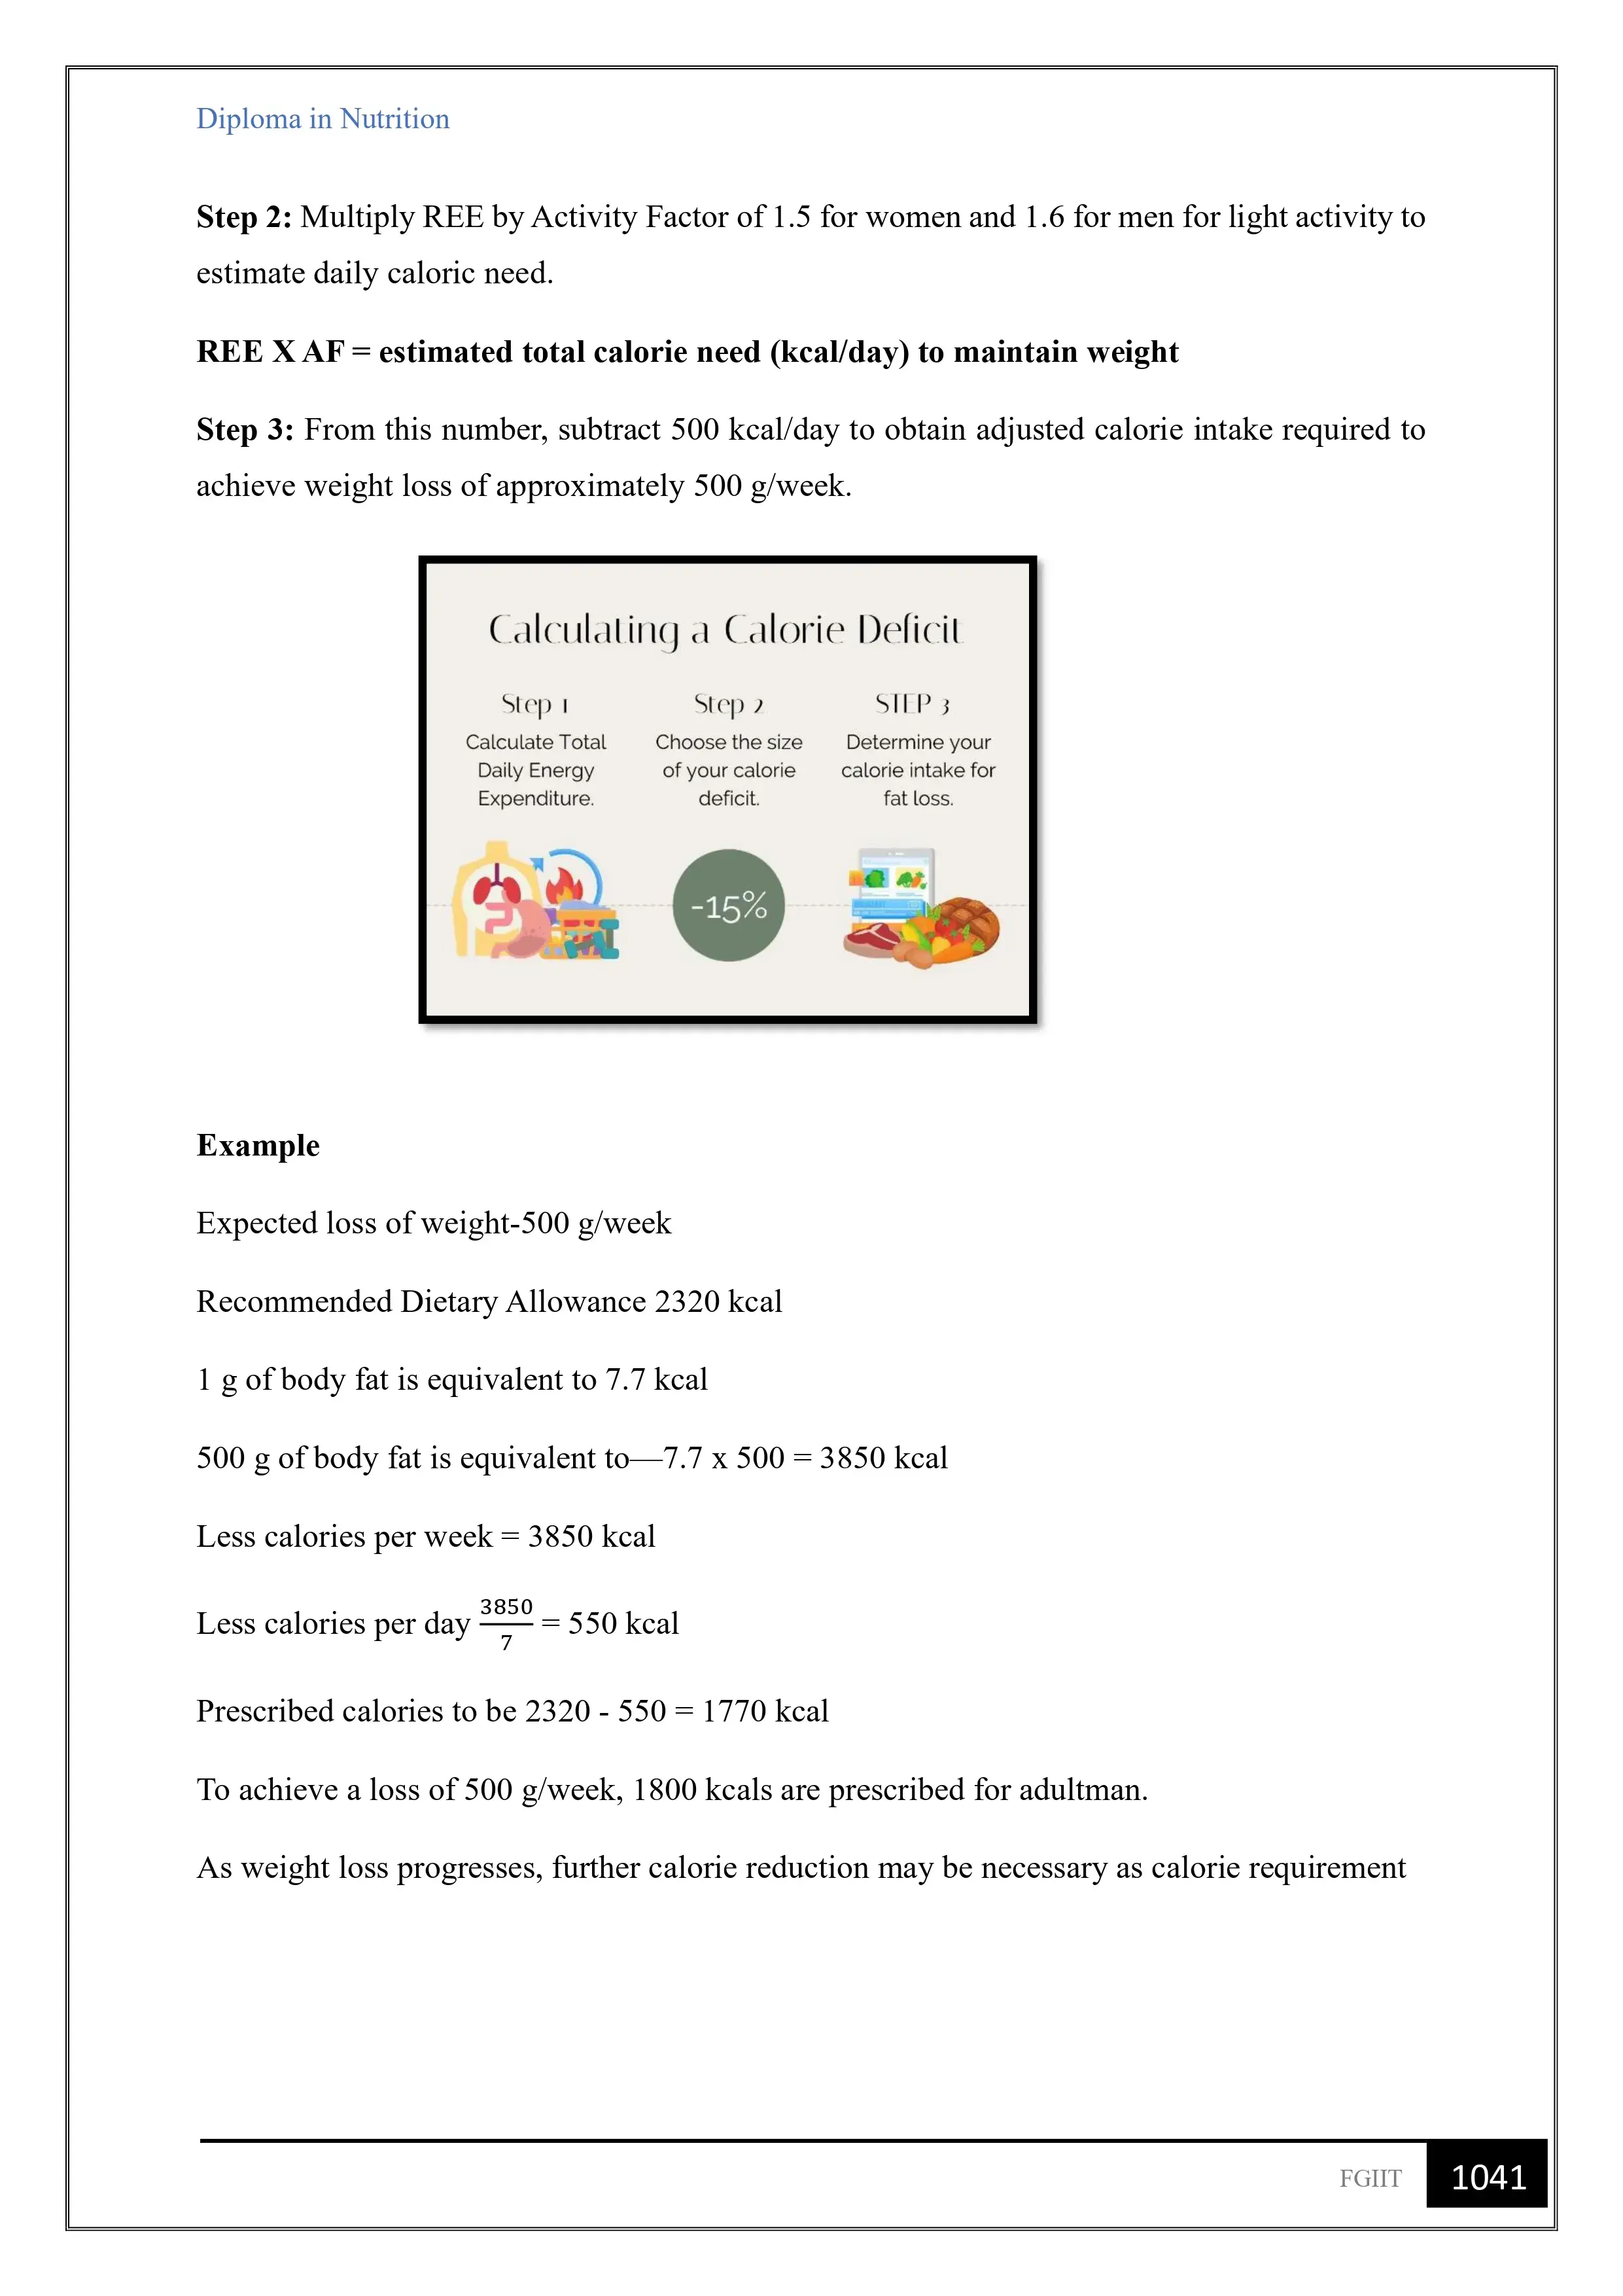 Diploma in Nutrition
Step 2: Multiply REE by Activity Factor of 1.5 for women and 1.6 for men for light activity to
estimate daily caloric need.
REE X AF = estimated total calorie need (kcal/day) to maintain weight
Step 3: From this number, subtract 500 kcal/day to obtain adjusted calorie intake required to
achieve weight loss of approximately 500 g/week.
Calculating a Calorie Deficit
Step 1
Calculate Total
Daily Energy
Expenditure.
Step 2
Choose the size
of your calorie
deficit.
-15%
STEP 3
Determine your
calorie intake for
fat loss.
Example
Expected loss of weight-500 g/week
Recommended Dietary Allowance 2320 kcal
1 g of body fat is equivalent to 7.7 kcal
500 g of body fat is equivalent to—7.7 x 500 = 3850 kcal
Less calories per week = 3850 kcal
Less calories per day 3850/7 = 550 kcal
Prescribed calories to be 2320 - 550 = 1770 kcal
To achieve a loss of 500 g/week, 1800 kcals are prescribed for adultman.
As weight loss progresses, further calorie reduction may be necessary as calorie requirement
FGIIT 1041